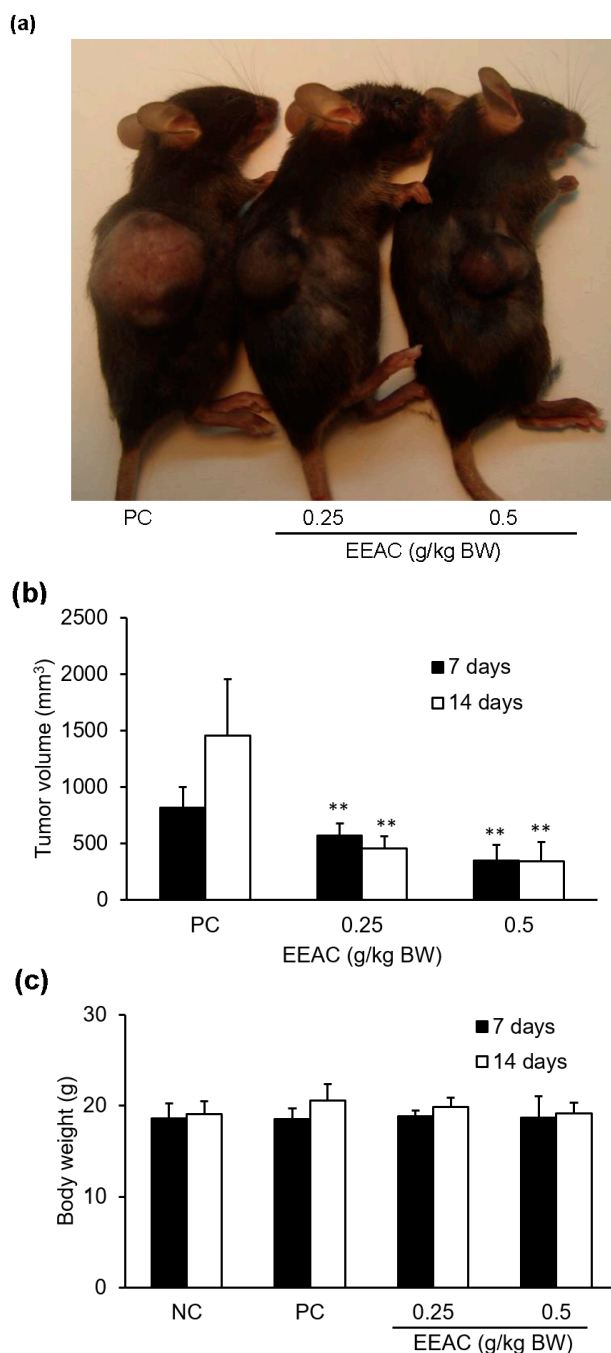 (a)
PC 0.25 0.5
EEAC (g/kg BW)
(b)
Tumor volume (mm³)
2500
2000
1500
1000
500
0
7 days
14 days
** ** ** **
PC 0.25 0.5
EEAC (g/kg BW)
(c)
Body weight (g)
30
20
10
0
7 days
14 days
NC PC 0.25 0.5
EEAC (g/kg BW)